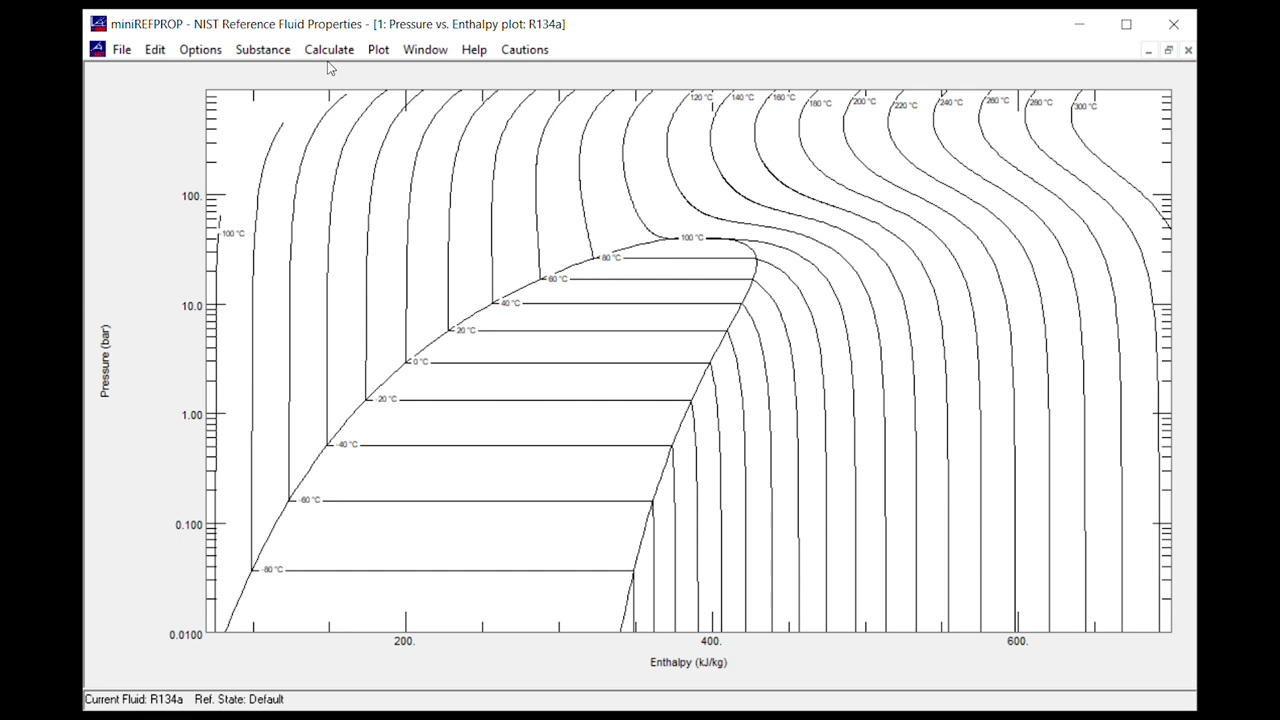 miniREFPROP - NIST Reference Fluid Properties - [1: Pressure vs. Enthalpy plot: R134a]
File Edit Options Substance Calculate Plot Window Help Cautions
120 °C 140 °C 160 °C 180 °C 200 °C 220 °C 240 °C 260 °C 280 °C 300 °C
100.
100 °C 100 °C
80 °C
60 °C
10.0 40 °C
20 °C
Pressure (bar)
0 °C
-20 °C
1.00
-40 °C
-60 °C
0.100
-80 °C
0.0100
200. 400. 600.
Enthalpy (kJ/kg)
Current Fluid: R134a Ref. State: Default